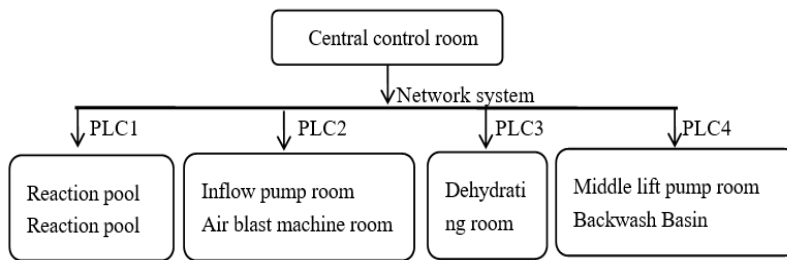 Central control room
Network system
PLC1
PLC2
PLC3
PLC4
Reaction pool
Reaction pool
Inflow pump room
Air blast machine room
Dehydrati
ng room
Middle lift pump room
Backwash Basin